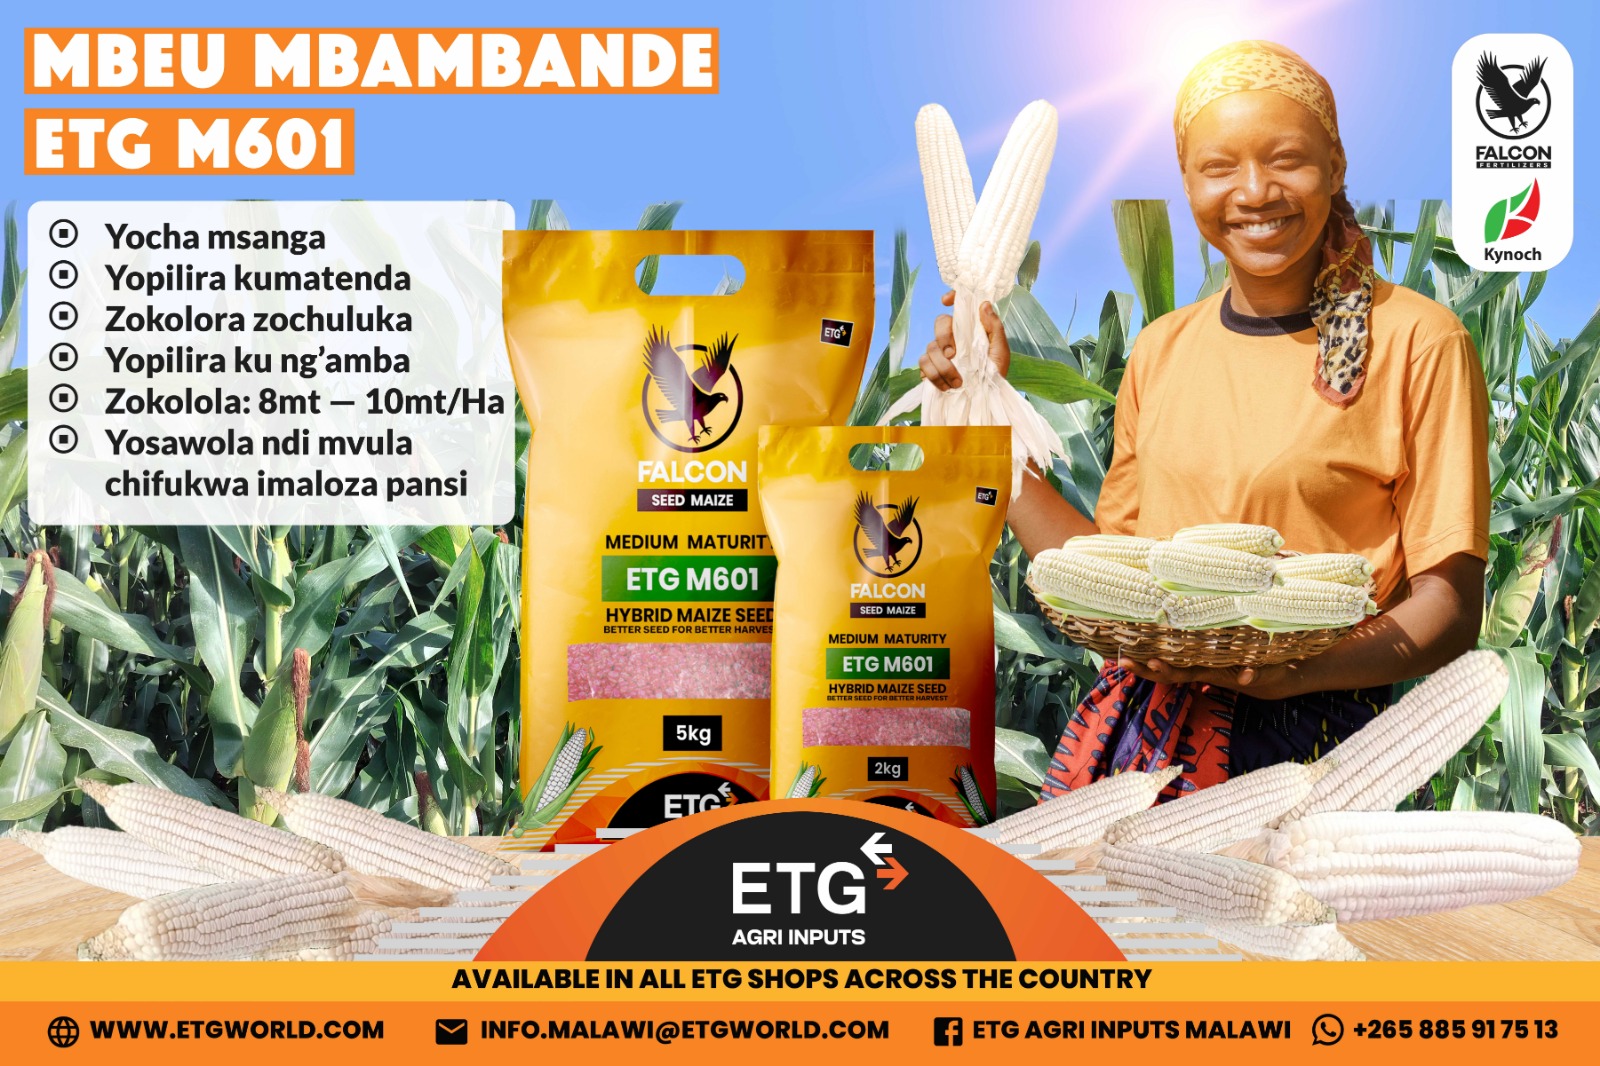 MBEU MBAMBANDE
ETG M601
Yocha msanga
Yopilira kumatenda
Zokolora zochuluka
Yopilira ku ng’amba
Zokolola: 8mt — 10mt/Ha
Yosawola ndi mvula
chifukwa imaloza pansi
FALCON
FERTILIZERS
Kynoch
ETG
FALCON
SEED MAIZE
MEDIUM MATURIT
ETG M601
HYBRID MAIZE SEED
BETTER SEED FOR BETTER HARVES
5kg
ETG
ETG
FALCON
SEED MAIZE
MEDIUM MATURITY
ETG M601
HYBRID MAIZE SEED
BETTER SEED FOR BETTER HARVEST
2kg
ETG
AGRI INPUTS
AVAILABLE IN ALL ETG SHOPS ACROSS THE COUNTRY
WWW.ETGWORLD.COM
INFO.MALAWI@ETGWORLD.COM
ETG AGRI INPUTS MALAWI
+265 885 91 75 13